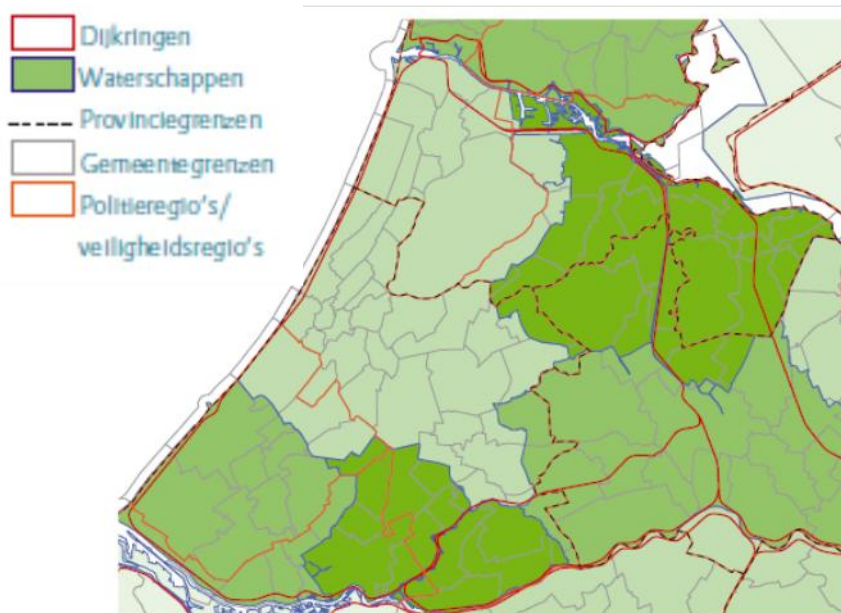 Dijkringen
Waterschappen
Provinciegrenzen
Gemeentegrenzen
Politieregio's/
veiligheidsregio's